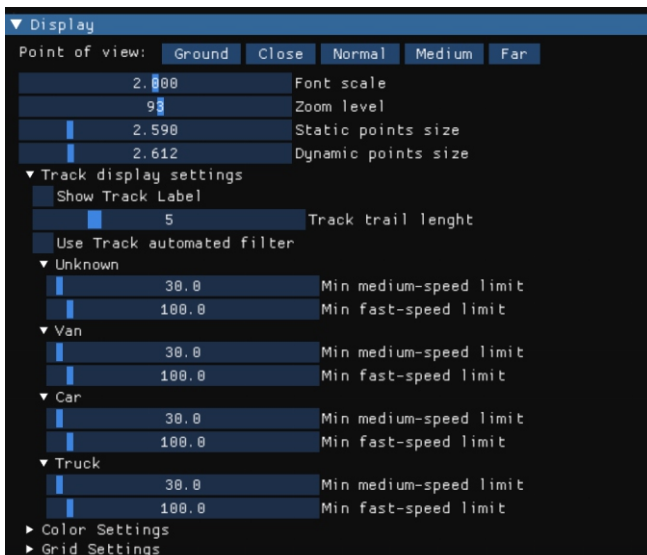 Display
Point of view: Ground Close Normal Medium Far
2.000 Font scale
93 Zoom level
2.590 Static points size
2.612 Dynamic points size
Track display settings
Show Track Label
5 Track trail lenght
Use Track automated filter
Unknown
30.0 Min medium-speed limit
100.0 Min fast-speed limit
Van
30.0 Min medium-speed limit
100.0 Min fast-speed limit
Car
30.0 Min medium-speed limit
100.0 Min fast-speed limit
Truck
30.0 Min medium-speed limit
100.0 Min fast-speed limit
Color Settings
Grid Settings